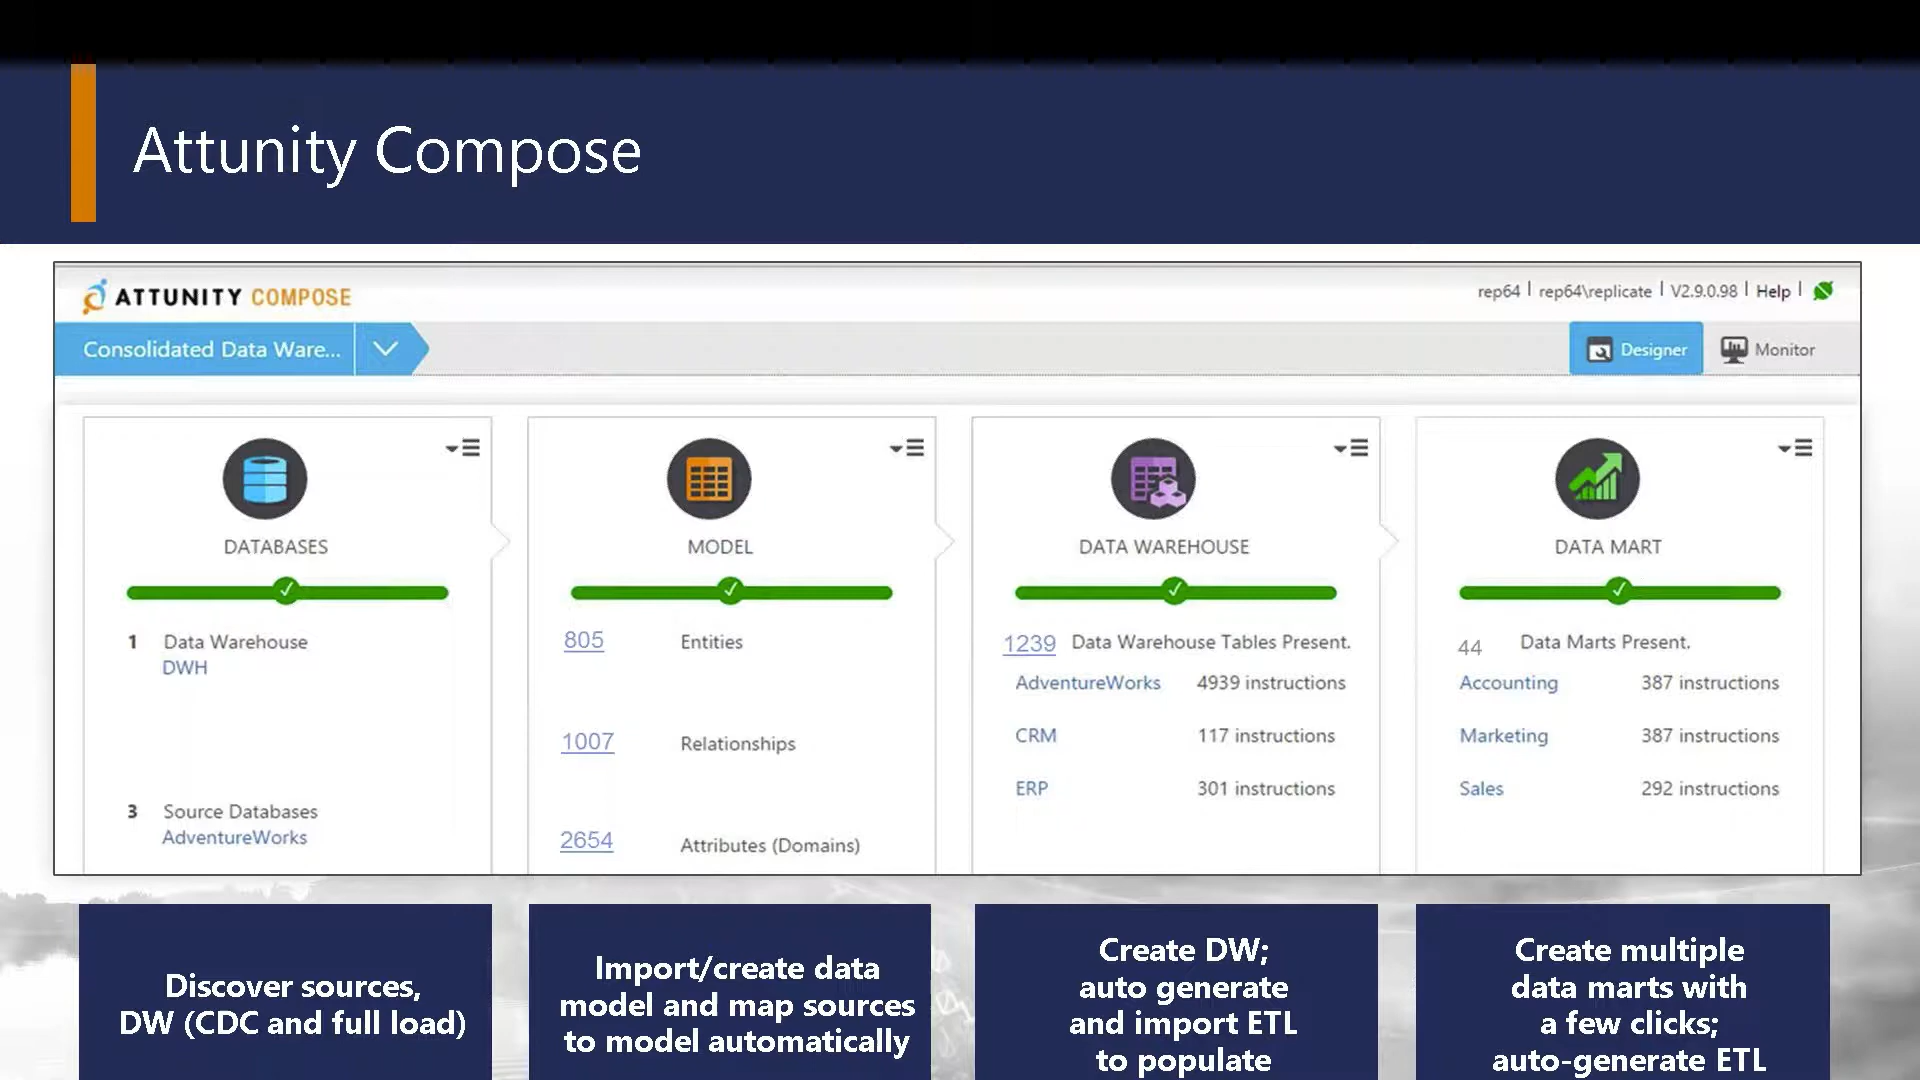 Attunity Compose
ATTUNITY COMPOSE
rep64 | rep64\replicate | V2.9.0.98 | Help |
Consolidated Data Ware...
Designer
Monitor
DATABASES
1 Data Warehouse
DWH
3 Source Databases
AdventureWorks
MODEL
805 Entities
1007 Relationships
2654 Attributes (Domains)
DATA WAREHOUSE
1239 Data Warehouse Tables Present.
AdventureWorks 4939 instructions
CRM 117 instructions
ERP 301 instructions
DATA MART
44 Data Marts Present.
Accounting 387 instructions
Marketing 387 instructions
Sales 292 instructions
Discover sources,
DW (CDC and full load)
Import/create data
model and map sources
to model automatically
Create DW;
auto generate
and import ETL
to populate
Create multiple
data marts with
a few clicks;
auto-generate ETL